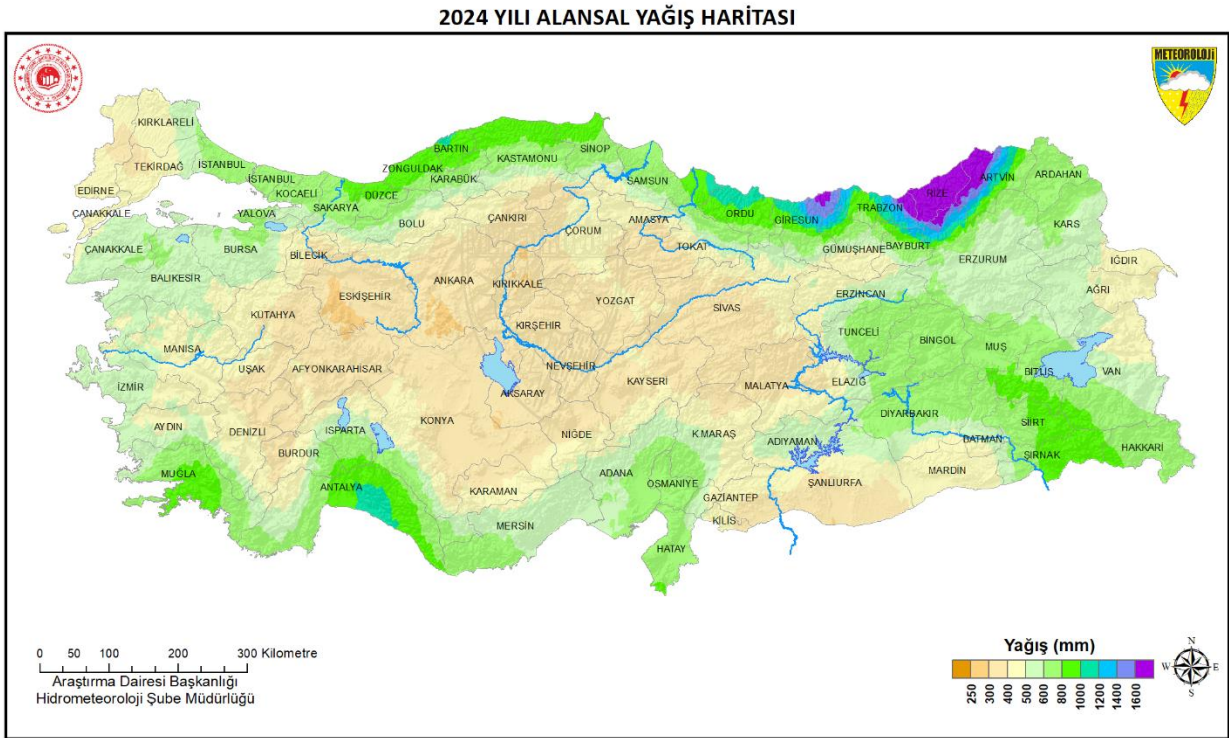 2024 YILI ALANSAL YAĞIŞ HARİTASI
METEOROLOJİ
KIRKLARELİ
TEKİRDAĞ
İSTANBUL
İSTANBUL
EDİRNE
KOCAELİ
ÇANAKKALE
YALOVA
SAKARYA
DÜZCE
ZONGULDAK
BARTIN
KARABÜK
KASTAMONU
SİNOP
SAMSUN
ORDU
GİRESUN
TRABZON
RİZE
ARTVİN
ARDAHAN
KARS
ÇANAKKALE
BURSA
BİLECİK
BOLU
ÇANKIRI
ÇORUM
AMASYA
TOKAT
GÜMÜŞHANE
BAYBURT
ERZURUM
IĞDIR
AĞRI
BALIKESİR
KÜTAHYA
ESKİŞEHİR
ANKARA
KIRIKKALE
YOZGAT
SİVAS
ERZİNCAN
TUNCELİ
BİNGÖL
MUŞ
BİTLİS
VAN
MANİSA
UŞAK
AFYONKARAHİSAR
KIRŞEHİR
NEVŞEHİR
AKSARAY
KAYSERİ
MALATYA
ELAZIĞ
DİYARBAKIR
SİİRT
BATMAN
ŞIRNAK
HAKKARİ
İZMİR
AYDIN
DENİZLİ
BURDUR
ISPARTA
KONYA
NİĞDE
K.MARAŞ
ADIYAMAN
MARDİN
ŞANLIURFA
MUĞLA
ANTALYA
KARAMAN
MERSİN
ADANA
OSMANİYE
GAZİANTEP
KİLİS
HATAY
0 50 100 200 300 Kilometre
Araştırma Dairesi Başkanlığı
Hidrometeoroloji Şube Müdürlüğü
Yağış (mm)
250 300 400 500 600 800 1000 1200 1400 1600
N
W E
S